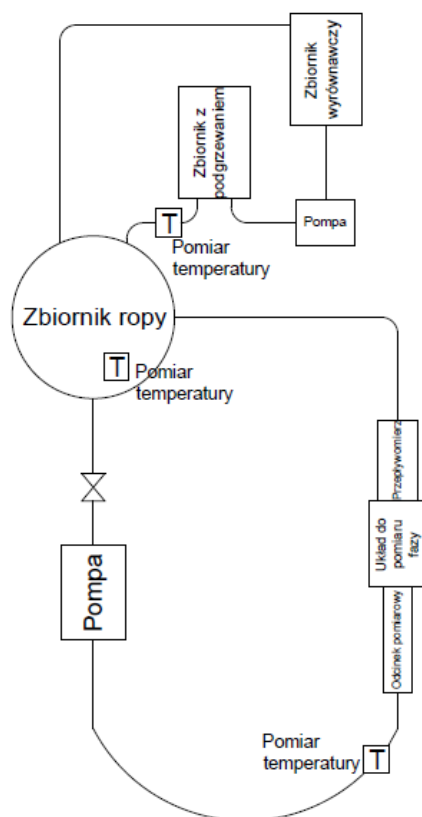 Zbiornik
wyrównawczy
Zbiornik z
podgrzewaniem
Pompa
T
Pomiar
temperatury
Zbiornik ropy
T
Pomiar
temperatury
Przepływomierz
Układ do
pomiaru
fazy
Pompa
Odcinek pomiarowy
Pomiar
temperatury
T